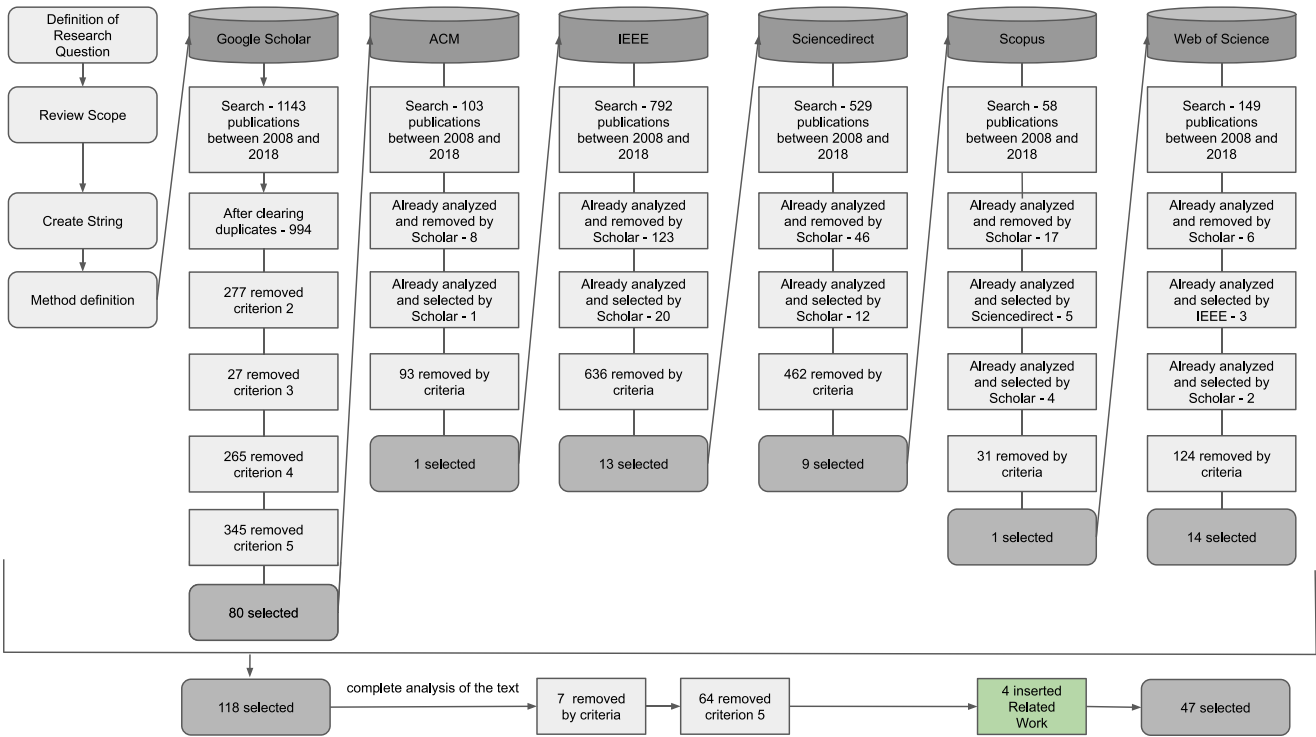 Definition of
Research
Question
Review Scope
Create String
Method definition
Google Scholar
Search - 1143
publications
between 2008 and
2018
After clearing
duplicates - 994
277 removed
criterion 2
27 removed
criterion 3
265 removed
criterion 4
345 removed
criterion 5
80 selected
ACM
Search - 103
publications
between 2008 and
2018
Already analyzed
and removed by
Scholar - 8
Already analyzed
and selected by
Scholar - 1
93 removed by
criteria
1 selected
IEEE
Search - 792
publications
between 2008 and
2018
Already analyzed
and removed by
Scholar - 123
Already analyzed
and selected by
Scholar - 20
636 removed by
criteria
13 selected
Sciencedirect
Search - 529
publications
between 2008 and
2018
Already analyzed
and removed by
Scholar - 46
Already analyzed
and selected by
Scholar - 12
462 removed by
criteria
9 selected
Scopus
Search - 58
publications
between 2008 and
2018
Already analyzed
and removed by
Scholar - 17
Already analyzed
and selected by
Sciencedirect - 5
Already analyzed
and selected by
Scholar - 4
31 removed by
criteria
1 selected
Web of Science
Search - 149
publications
between 2008 and
2018
Already analyzed
and removed by
Scholar - 6
Already analyzed
and selected by
IEEE - 3
Already analyzed
and selected by
Scholar - 2
124 removed by
criteria
14 selected
118 selected
complete analysis of the text
7 removed
by criteria
64 removed
criterion 5
4 inserted
Related
Work
47 selected